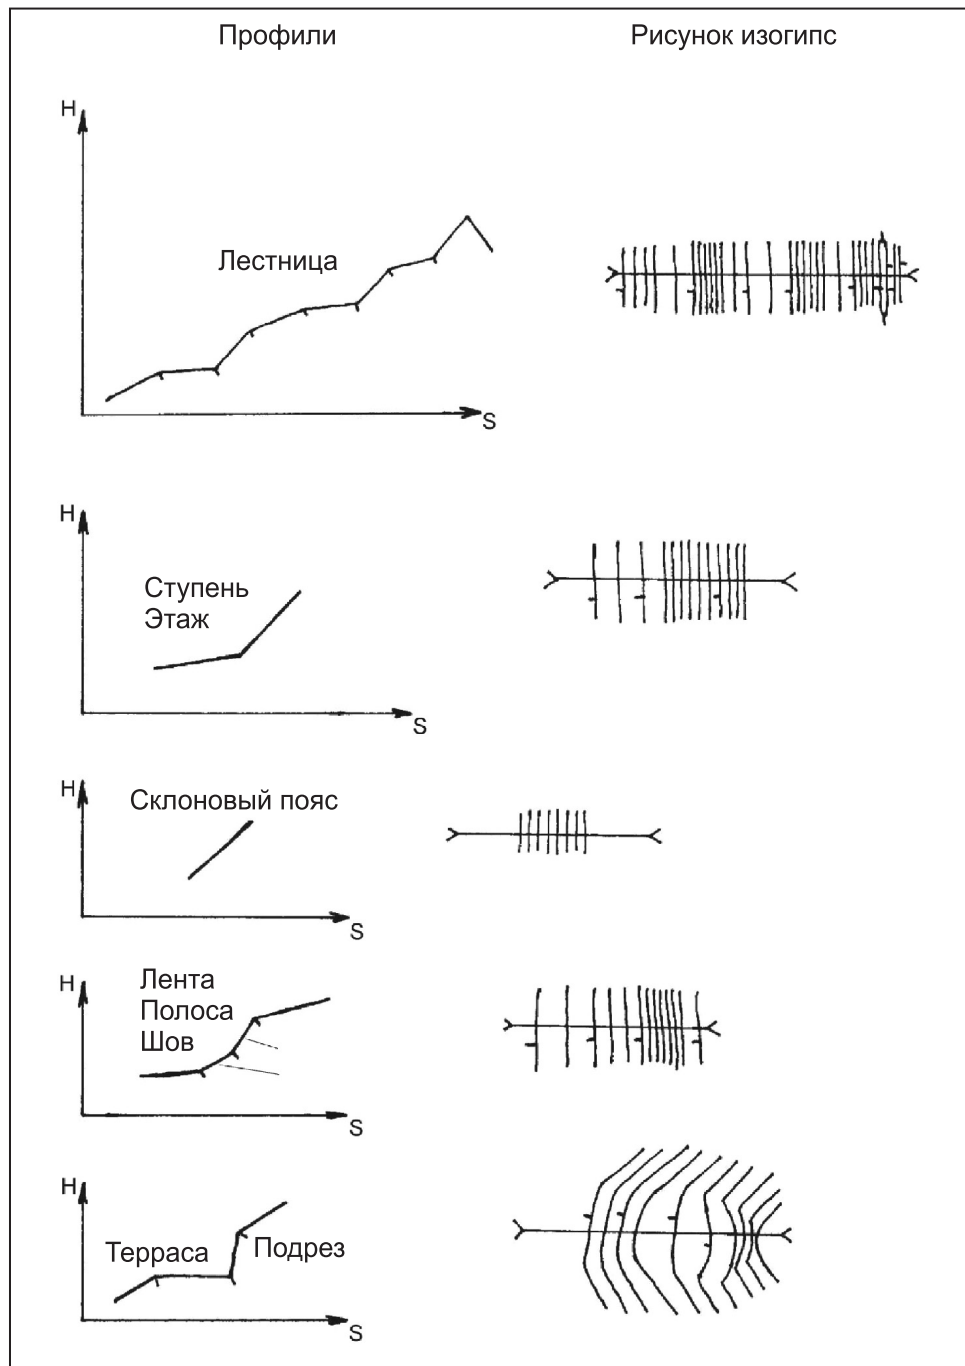 Профили
Рисунок изогипс
H
Лестница
S
H
Ступень
Этаж
S
H
Склоновый пояс
S
H
Лента
Полоса
Шов
S
H
Терраса
Подрез
S